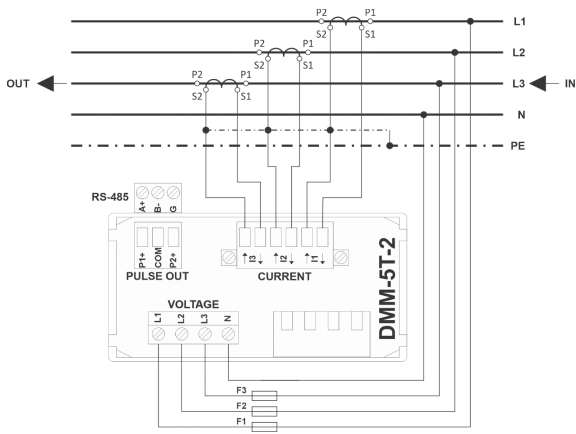 P2 P1 L1
S2 S1
P2 P1 L2
S2 S1
OUT P2 P1 L3 IN
S2 S1
N
PE
RS-485 A+ B- G
P1+ COM P2+
PULSE OUT
↑ I3 ↓ ↑ I2 ↓ ↑ I1 ↓
CURRENT
DMM-5T-2
VOLTAGE
L1 L2 L3 N
F3
F2
F1